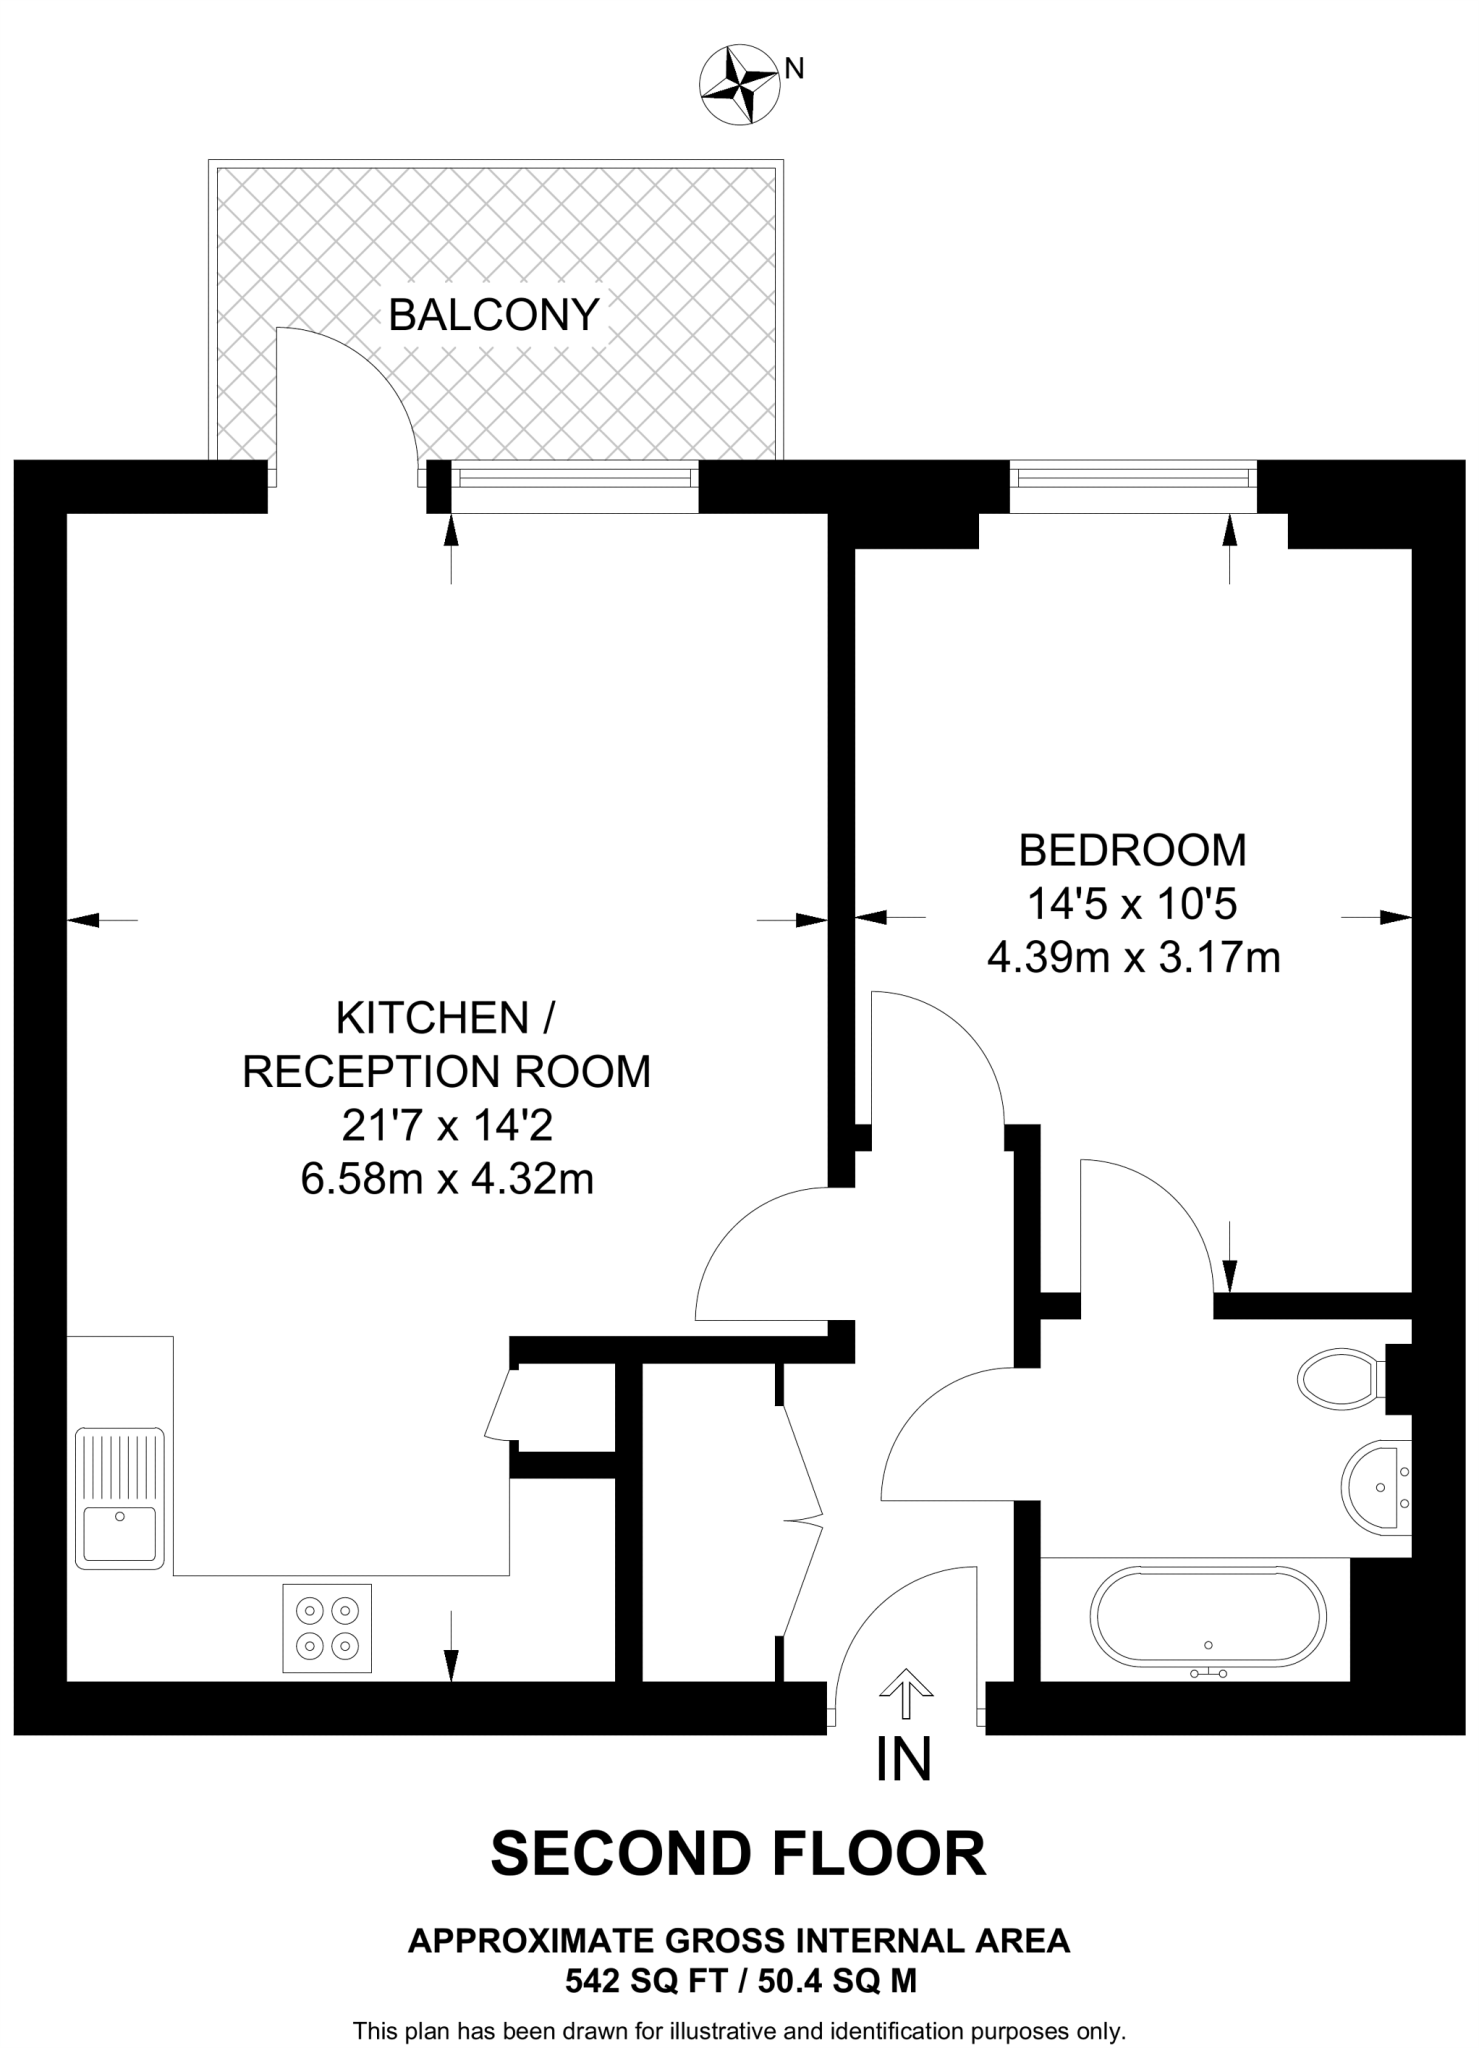 N
BALCONY
BEDROOM
14'5 x 10'5
4.39m x 3.17m
KITCHEN /
RECEPTION ROOM
21'7 x 14'2
6.58m x 4.32m
IN
SECOND FLOOR
APPROXIMATE GROSS INTERNAL AREA
542 SQ FT / 50.4 SQ M
This plan has been drawn for illustrative and identification purposes only.